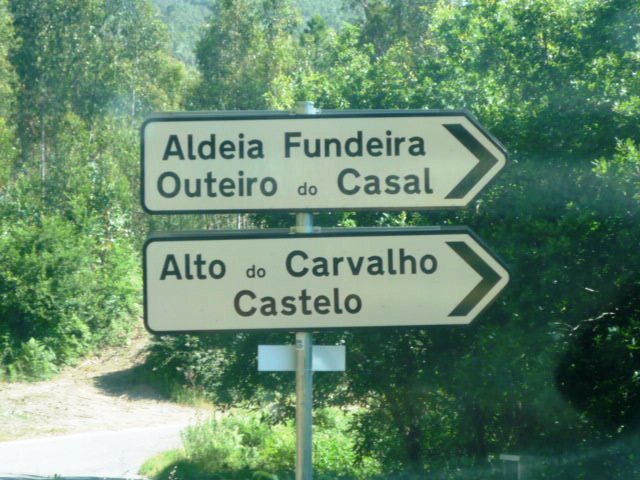 Aldeia Fundeira
Outeiro do Casal
Alto do Carvalho
Castelo